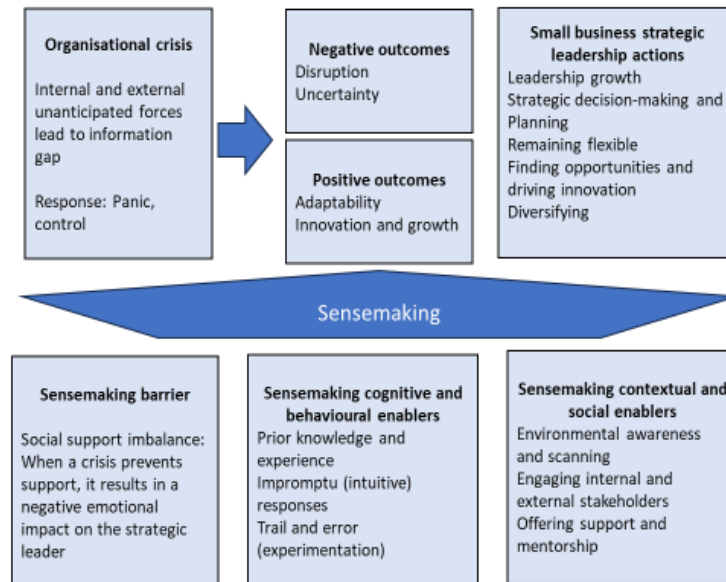 Organisational crisis
Internal and external
unanticipated forces
lead to information
gap
Response: Panic,
control
Negative outcomes
Disruption
Uncertainty
Positive outcomes
Adaptability
Innovation and growth
Small business strategic
leadership actions
Leadership growth
Strategic decision-making and
Planning
Remaining flexible
Finding opportunities and
driving innovation
Diversifying
Sensemaking
Sensemaking barrier
Social support imbalance:
When a crisis prevents
support, it results in a
negative emotional
impact on the strategic
leader
Sensemaking cognitive and
behavioural enablers
Prior knowledge and
experience
Impromptu (intuitive)
responses
Trail and error
(experimentation)
Sensemaking contextual and
social enablers
Environmental awareness
and scanning
Engaging internal and
external stakeholders
Offering support and
mentorship